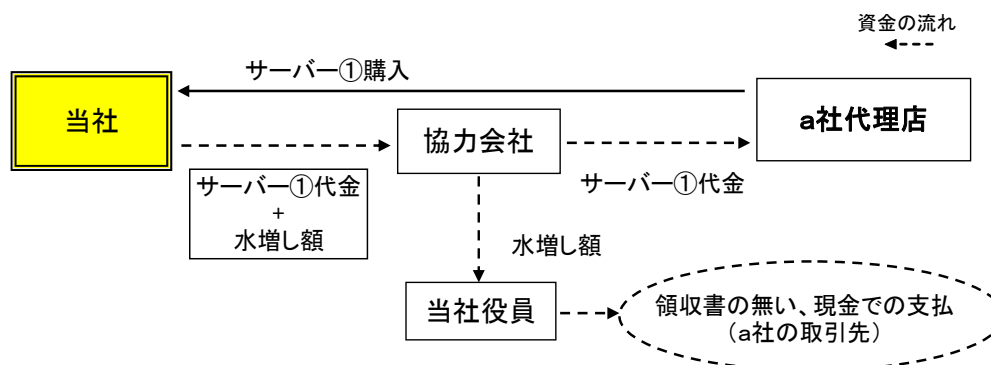 資金の流れ
サーバー①購入
当社
協力会社
a社代理店
サーバー①代金
+
水増し額
サーバー①代金
水増し額
当社役員
領収書の無い、現金での支払
(a社の取引先)